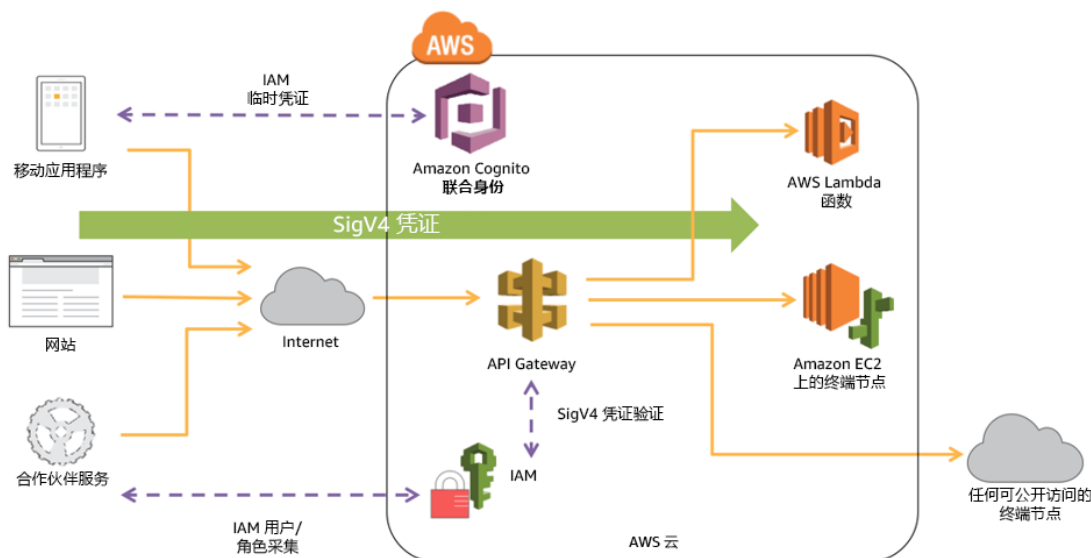 AWS
IAM
临时凭证
移动应用程序
Amazon Cognito
联合身份
AWS Lambda
函数
SigV4 凭证
网站
Internet
API Gateway
Amazon EC2
上的终端节点
SigV4 凭证验证
合作伙伴服务
IAM
任何可公开访问的
终端节点
IAM 用户/
角色采集
AWS 云